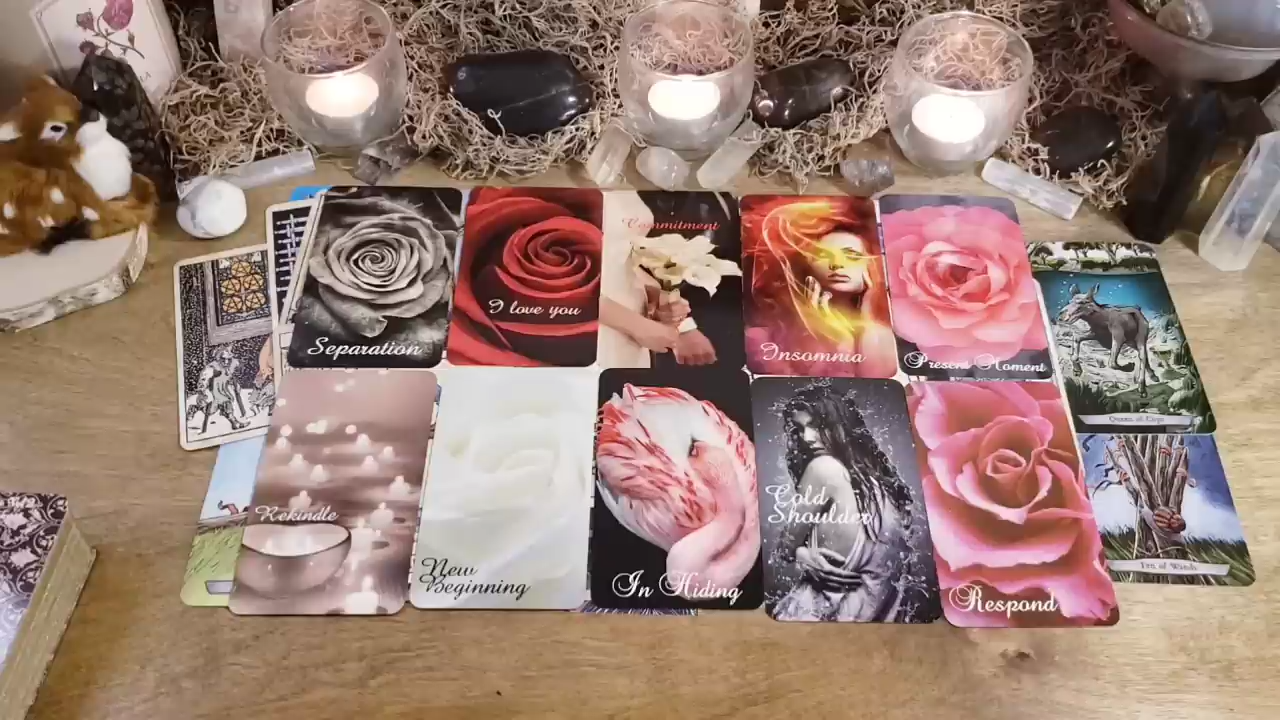 Separation
I love you
Commitment
Insomnia
Present Moment
Rekindle
New
Beginning
In Hiding
Cold
Shoulder
Respond
Queen of Cups
Ten of Wands